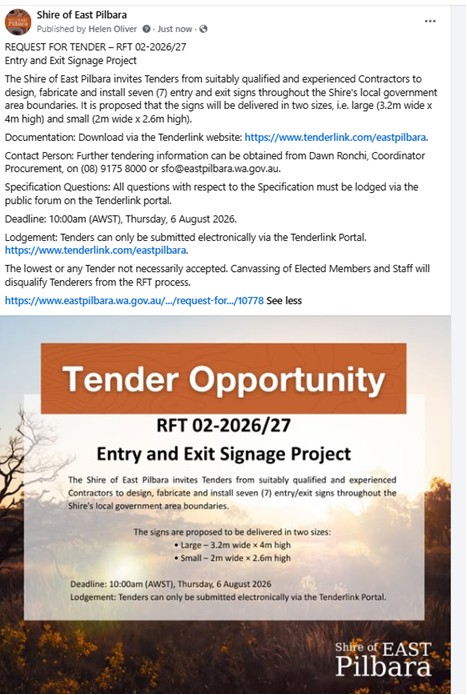 Shire of East Pilbara
Published by Helen Oliver · Just now ·
REQUEST FOR TENDER – RFT 02-2026/27
Entry and Exit Signage Project
The Shire of East Pilbara invites Tenders from suitably qualified and experienced Contractors to
design, fabricate and install seven (7) entry and exit signs throughout the Shire's local government
area boundaries. It is proposed that the signs will be delivered in two sizes, i.e. large (3.2m wide x
4m high) and small (2m wide x 2.6m high).
Documentation: Download via the Tenderlink website: https://www.tenderlink.com/eastpilbara.
Contact Person: Further tendering information can be obtained from Dawn Ronchi, Coordinator
Procurement, on (08) 9175 8000 or sfo@eastpilbara.wa.gov.au.
Specification Questions: All questions with respect to the Specification must be lodged via the
public forum on the Tenderlink portal.
Deadline: 10:00am (AWST), Thursday, 6 August 2026.
Lodgement: Tenders can only be submitted electronically via the Tenderlink Portal.
https://www.tenderlink.com/eastpilbara.
The lowest or any Tender not necessarily accepted. Canvassing of Elected Members and Staff will
disqualify Tenderers from the RFT process.
https://www.eastpilbara.wa.gov.au/.../request-for.../10778 See less
Tender Opportunity
RFT 02-2026/27
Entry and Exit Signage Project
The Shire of East Pilbara invites Tenders from suitably qualified and experienced
Contractors to design, fabricate and install seven (7) entry/exit signs throughout the
Shire's local government area boundaries.
The signs are proposed to be delivered in two sizes:
• Large – 3.2m wide × 4m high
• Small – 2m wide × 2.6m high
Deadline: 10:00am (AWST), Thursday, 6 August 2026
Lodgement: Tenders can only be submitted electronically via the Tenderlink Portal.
Shire of EAST
Pilbara